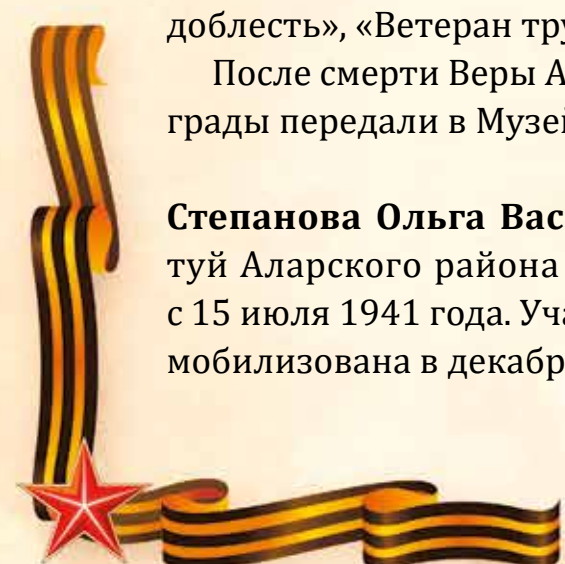 доблесть», «Ветеран тру
После смерти Веры А
грады передали в Музей
Степанова Ольга Вас
туй Аларского района
с 15 июля 1941 года. Уча
мобилизована в декабр